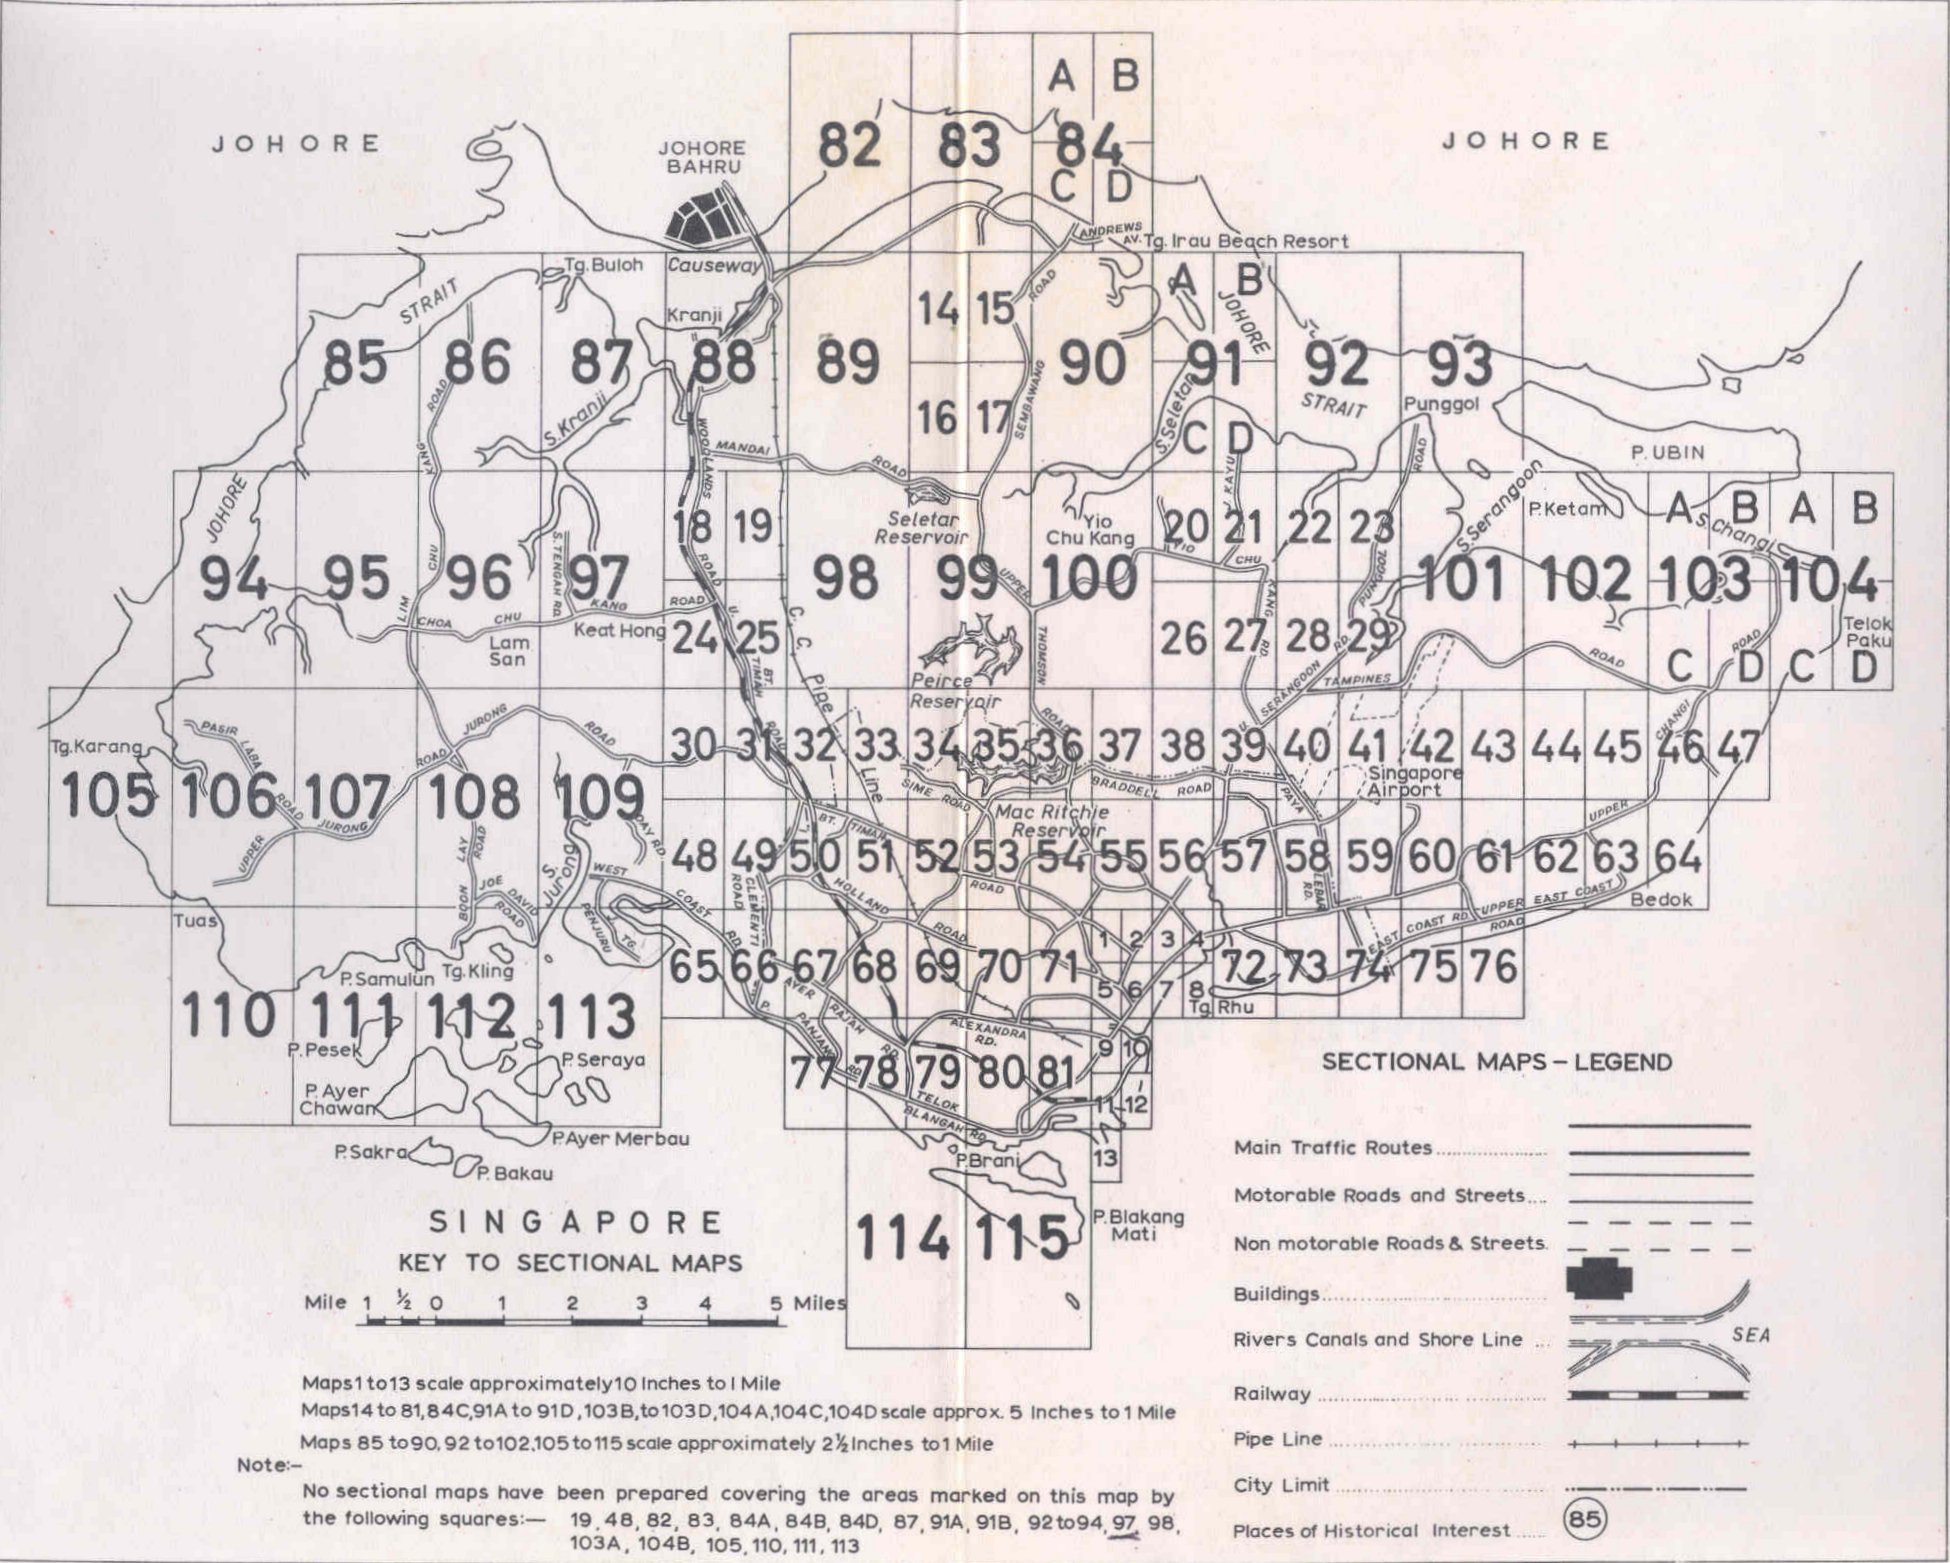 A B
82 83 84
C D
JOHORE
JOHORE BAHRU
JOHORE
ANDREWS AV.
Tg. Irau Beach Resort
Tg. Buloh
Causeway
STRAIT
Kranji
14 15
ROAD
A B
JOHORE
85 86 87 88 89 90 91 92 93
STRAIT
Punggol
16 17
SEMBAWANG
S. Seletar
C D
S. Kranji
KANG ROAD
WOODLANDS
MANDAI ROAD
J. KAYU
ROAD
P. UBIN
JOHORE
18 19
Seletar
Reservoir
Yio
Chu Kang
20 21 22 23
S. Serangoon
P. Ketam
A B A B
S. Changi
94 95 96 97 98 99 100 101 102 103 104
S. TENGAH RD.
ROAD
UPPER
YIO CHU KANG RD.
PUNGGOL
LIM CHU
CHOA CHU KANG ROAD
Lam
San
Keat Hong
24 25
U. BT. TIMAH ROAD
C. C. Pipe Line
THOMSON ROAD
26 27 28 29
Telok
Paku
C D C D
Peirce
Reservoir
U. SERANGOON RD.
TAMPINES ROAD
CHANGI ROAD
PASIR LABA ROAD
JURONG ROAD
Tg. Karang
30 31 32 33 34 35 36 37 38 39 40 41 42 43 44 45 46 47
105 106 107 108 109
ROAD
SIME ROAD
BRADDELL ROAD
PAYA LEBAR RD.
Singapore
Airport
UPPER JURONG
BOON LAY ROAD
JOE DAVID ROAD
S. Jurong
DAY RD
BT. TIMAH
Mac Ritchie
Reservoir
UPPER
48 49 50 51 52 53 54 55 56 57 58 59 60 61 62 63 64
WEST COAST RD.
CLEMENTI ROAD
HOLLAND ROAD
ROAD
PENJURU
TG.
EAST COAST RD.
UPPER EAST COAST ROAD
Bedok
Tuas
P. Samulun
Tg. Kling
1 2 3 4
65 66 67 68 69 70 71 72 73 74 75 76
5 6 7 8
Tg. Rhu
AYER RAJAH RD.
P. PANJANG RD.
110 111 112 113
P. Pesek
P. Seraya
ALEXANDRA RD.
9 10
77 78 79 80 81
11 12
P. Ayer
Chawan
TELOK
BLANGAH RD.
P. Ayer Merbau
P. Sakra
P. Bakau
P. Brani
13
114 115
P. Blakang
Mati
SINGAPORE
KEY TO SECTIONAL MAPS
Mile 1 ½ 0 1 2 3 4 5 Miles
Maps 1 to 13 scale approximately 10 Inches to 1 Mile
Maps 14 to 81, 84C, 91A to 91D, 103B, to 103D, 104A, 104C, 104D scale approx. 5 Inches to 1 Mile
Maps 85 to 90, 92 to 102, 105 to 115 scale approximately 2½ Inches to 1 Mile
Note:-
No sectional maps have been prepared covering the areas marked on this map by
the following squares:— 19, 48, 82, 83, 84A, 84B, 84D, 87, 91A, 91B, 92 to 94, 97, 98,
103A, 104B, 105, 110, 111, 113
SECTIONAL MAPS – LEGEND
Main Traffic Routes
Motorable Roads and Streets
Non motorable Roads & Streets
Buildings
Rivers Canals and Shore Line
SEA
Railway
Pipe Line
City Limit
Places of Historical Interest
85